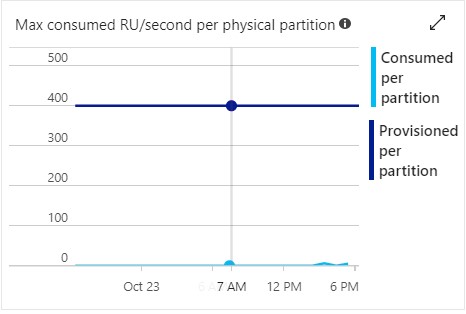 Max consumed RU/second per physical partition
500
400
300
200
100
0
Oct 23 6 A 7 AM 12 PM 6 PM
Consumed
per
partition
Provisioned
per
partition